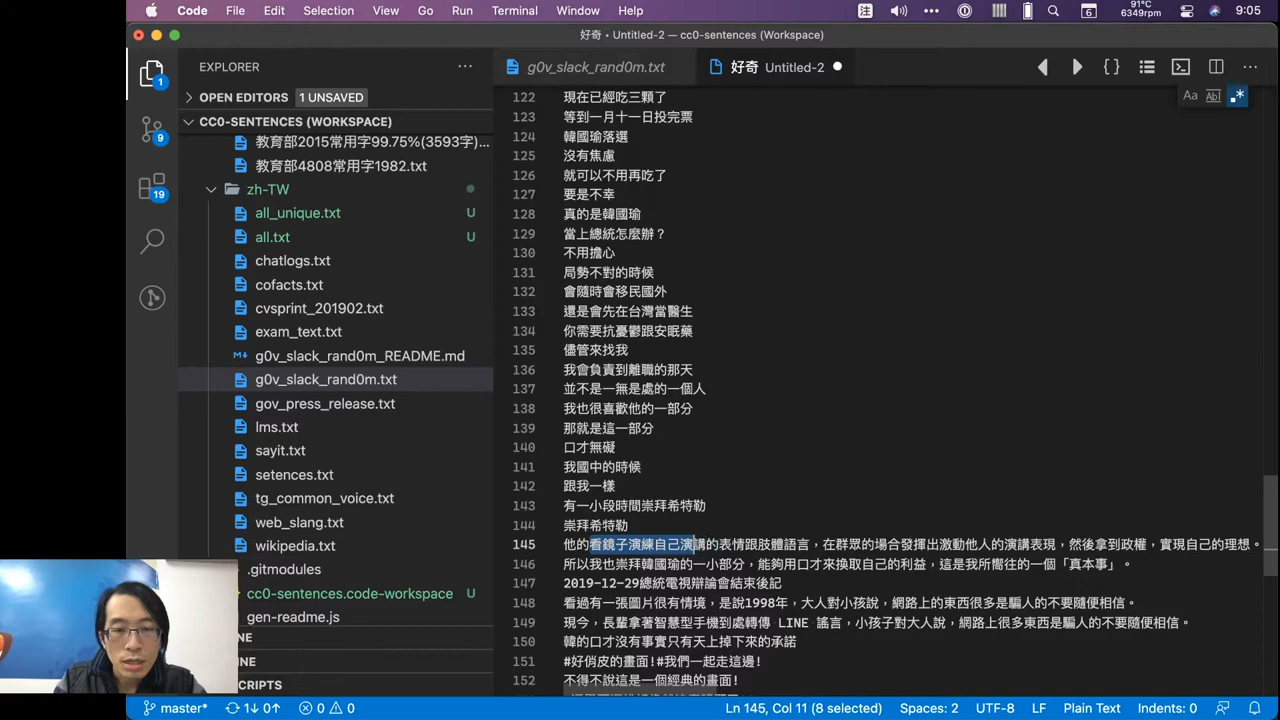 Code File Edit Selection View Go Run Terminal Window Help 注 6 91°C 6349rpm 9:05
好奇 • Untitled-2 — cc0-sentences (Workspace)
EXPLORER
g0v_slack_rand0m.txt
好奇 Untitled-2
1
9
19
OPEN EDITORS 1 UNSAVED
CC0-SENTENCES (WORKSPACE)
教育部2015常用字99.75%(3593字)...
教育部4808常用字1982.txt
zh-TW
all_unique.txt U
all.txt U
chatlogs.txt
cofacts.txt
cvsprint_201902.txt
exam_text.txt
g0v_slack_rand0m_README.md
g0v_slack_rand0m.txt
gov_press_release.txt
lms.txt
sayit.txt
setences.txt
tg_common_voice.txt
web_slang.txt
wikipedia.txt
.gitmodules
cc0-sentences.code-workspace
gen-readme.js
NE
INE
SCRIPTS
Aa Abl .*
122 現在已經吃三顆了
123 等到一月十一日投完票
124 韓國瑜落選
125 沒有焦慮
126 就可以不用再吃了
127 要是不幸
128 真的是韓國瑜
129 當上總統怎麼辦？
130 不用擔心
131 局勢不對的時候
132 會隨時會移民國外
133 還是會先在台灣當醫生
134 你需要抗憂鬱跟安眠藥
135 儘管來找我
136 我會負責到離職的那天
137 並不是一無是處的一個人
138 我也很喜歡他的一部分
139 那就是這一部分
140 口才無礙
141 我國中的時候
142 跟我一樣
143 有一小段時間崇拜希特勒
144 崇拜希特勒
145 他的看鏡子演練自己演講的表情跟肢體語言，在群眾的場合發揮出激動他人的演講表現，然後拿到政權，實現自己的理想。
146 所以我也崇拜韓國瑜的一小部分，能夠用口才來換取自己的利益，這是我所嚮往的一個「真本事」。
147 2019-12-29總統電視辯論會結束後記
148 看過有一張圖片很有情境，是說1998年，大人對小孩說，網路上的東西很多是騙人的不要隨便相信。
149 現今，長輩拿著智慧型手機到處轉傳 LINE 謠言，小孩子對大人說，網路上很多東西是騙人的不要隨便相信。
150 韓的口才沒有事實只有天上掉下來的承諾
151 #好俏皮的畫面!#我們一起走這邊!
152 不得不說這是一個經典的畫面!
master* 1↓ 0↑ 0 0 Ln 145, Col 11 (8 selected) Spaces: 2 UTF-8 LF Plain Text Indents: 0